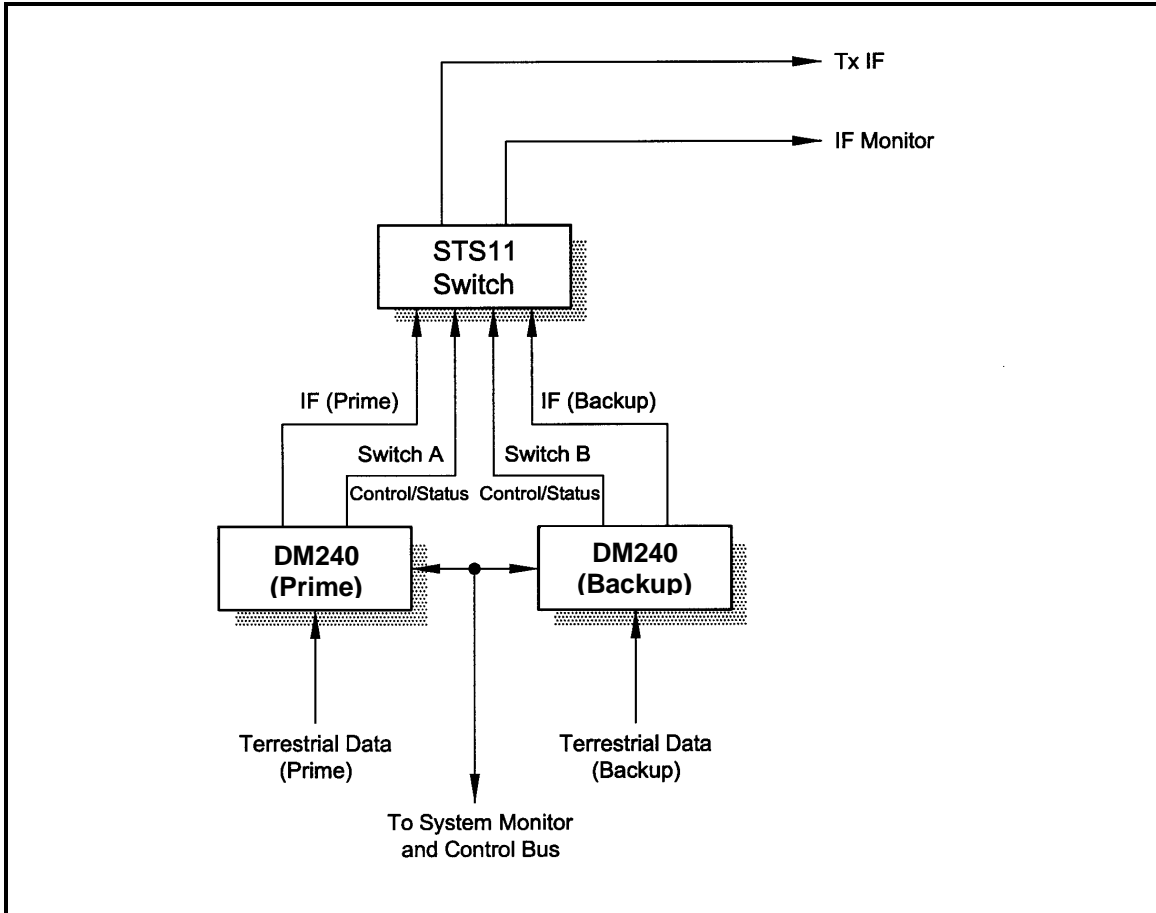 Tx IF
IF Monitor
STS11
Switch
IF (Prime)
IF (Backup)
Switch A
Switch B
Control/Status
Control/Status
DM240
(Prime)
DM240
(Backup)
Terrestrial Data
(Prime)
Terrestrial Data
(Backup)
To System Monitor
and Control Bus